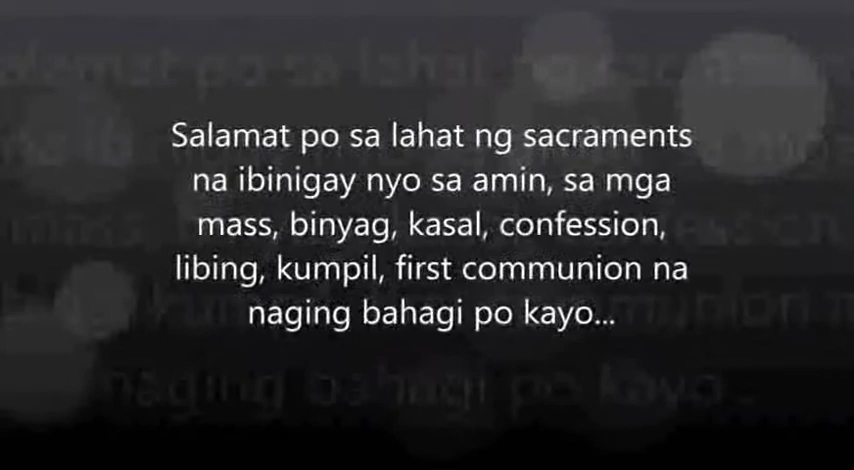 Salamat po sa lahat ng sacraments
na ibinigay nyo sa amin, sa mga
mass, binyag, kasal, confession,
libing, kumpil, first communion na
naging bahagi po kayo...